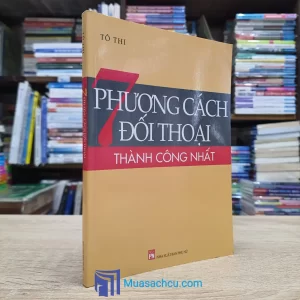 TÔ THI
7 PHƯƠNG CÁCH
ĐỐI THOẠI
THÀNH CÔNG NHẤT
Muasachcu.com